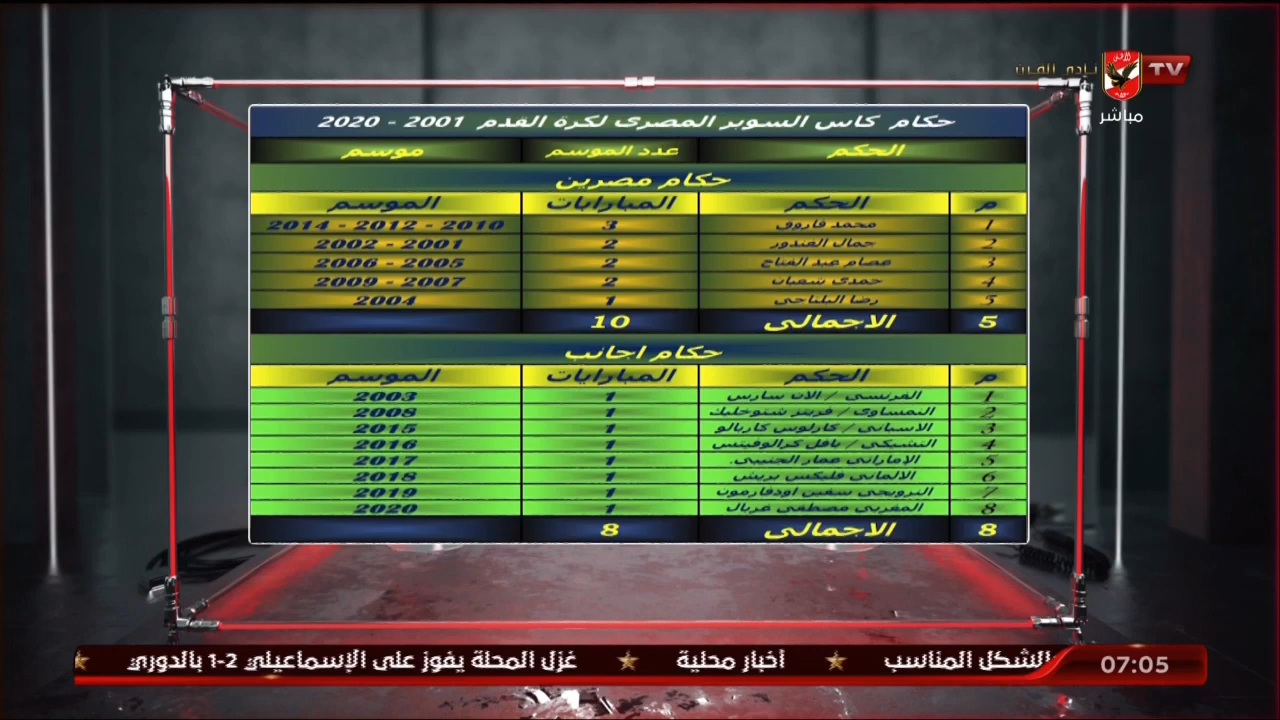 نادي القرن
TV
مباشر
حكام كاس السوبر المصرى لكرة القدم 2001 - 2020
الحكم عدد الموسم موسم
حكام مصرين
م الحكم المباريات الموسم
1 محمد فاروق 3 2010 - 2012 - 2014
2 جمال الغندور 2 2001 - 2002
3 عصام عبد الفتاح 2 2005 - 2006
4 حمدى شعبان 2 2007 - 2009
5 رضا البلتاجى 1 2004
5 الاجمالى 10
حكام اجانب
م الحكم المباريات الموسم
1 الفرنسى / الان سارس 1 2003
2 النمساوى / فريتز شتوخليك 1 2008
3 الاسبانى / كارلوس كاربالو 1 2015
4 التشيكى / بافل كرالوفيتس 1 2016
5 الإماراتى عمار الجنيبى. 1 2017
6 الالمانى فليكس بريش 1 2018
7 النرويجى سفين اودفارمون 1 2019
8 المغربى مصطفى غربال 1 2020
8 الاجمالى 8
07:05 الشكل المناسب أخبار محلية غزل المحلة يفوز على الإسماعيلي 2-1 بالدوري